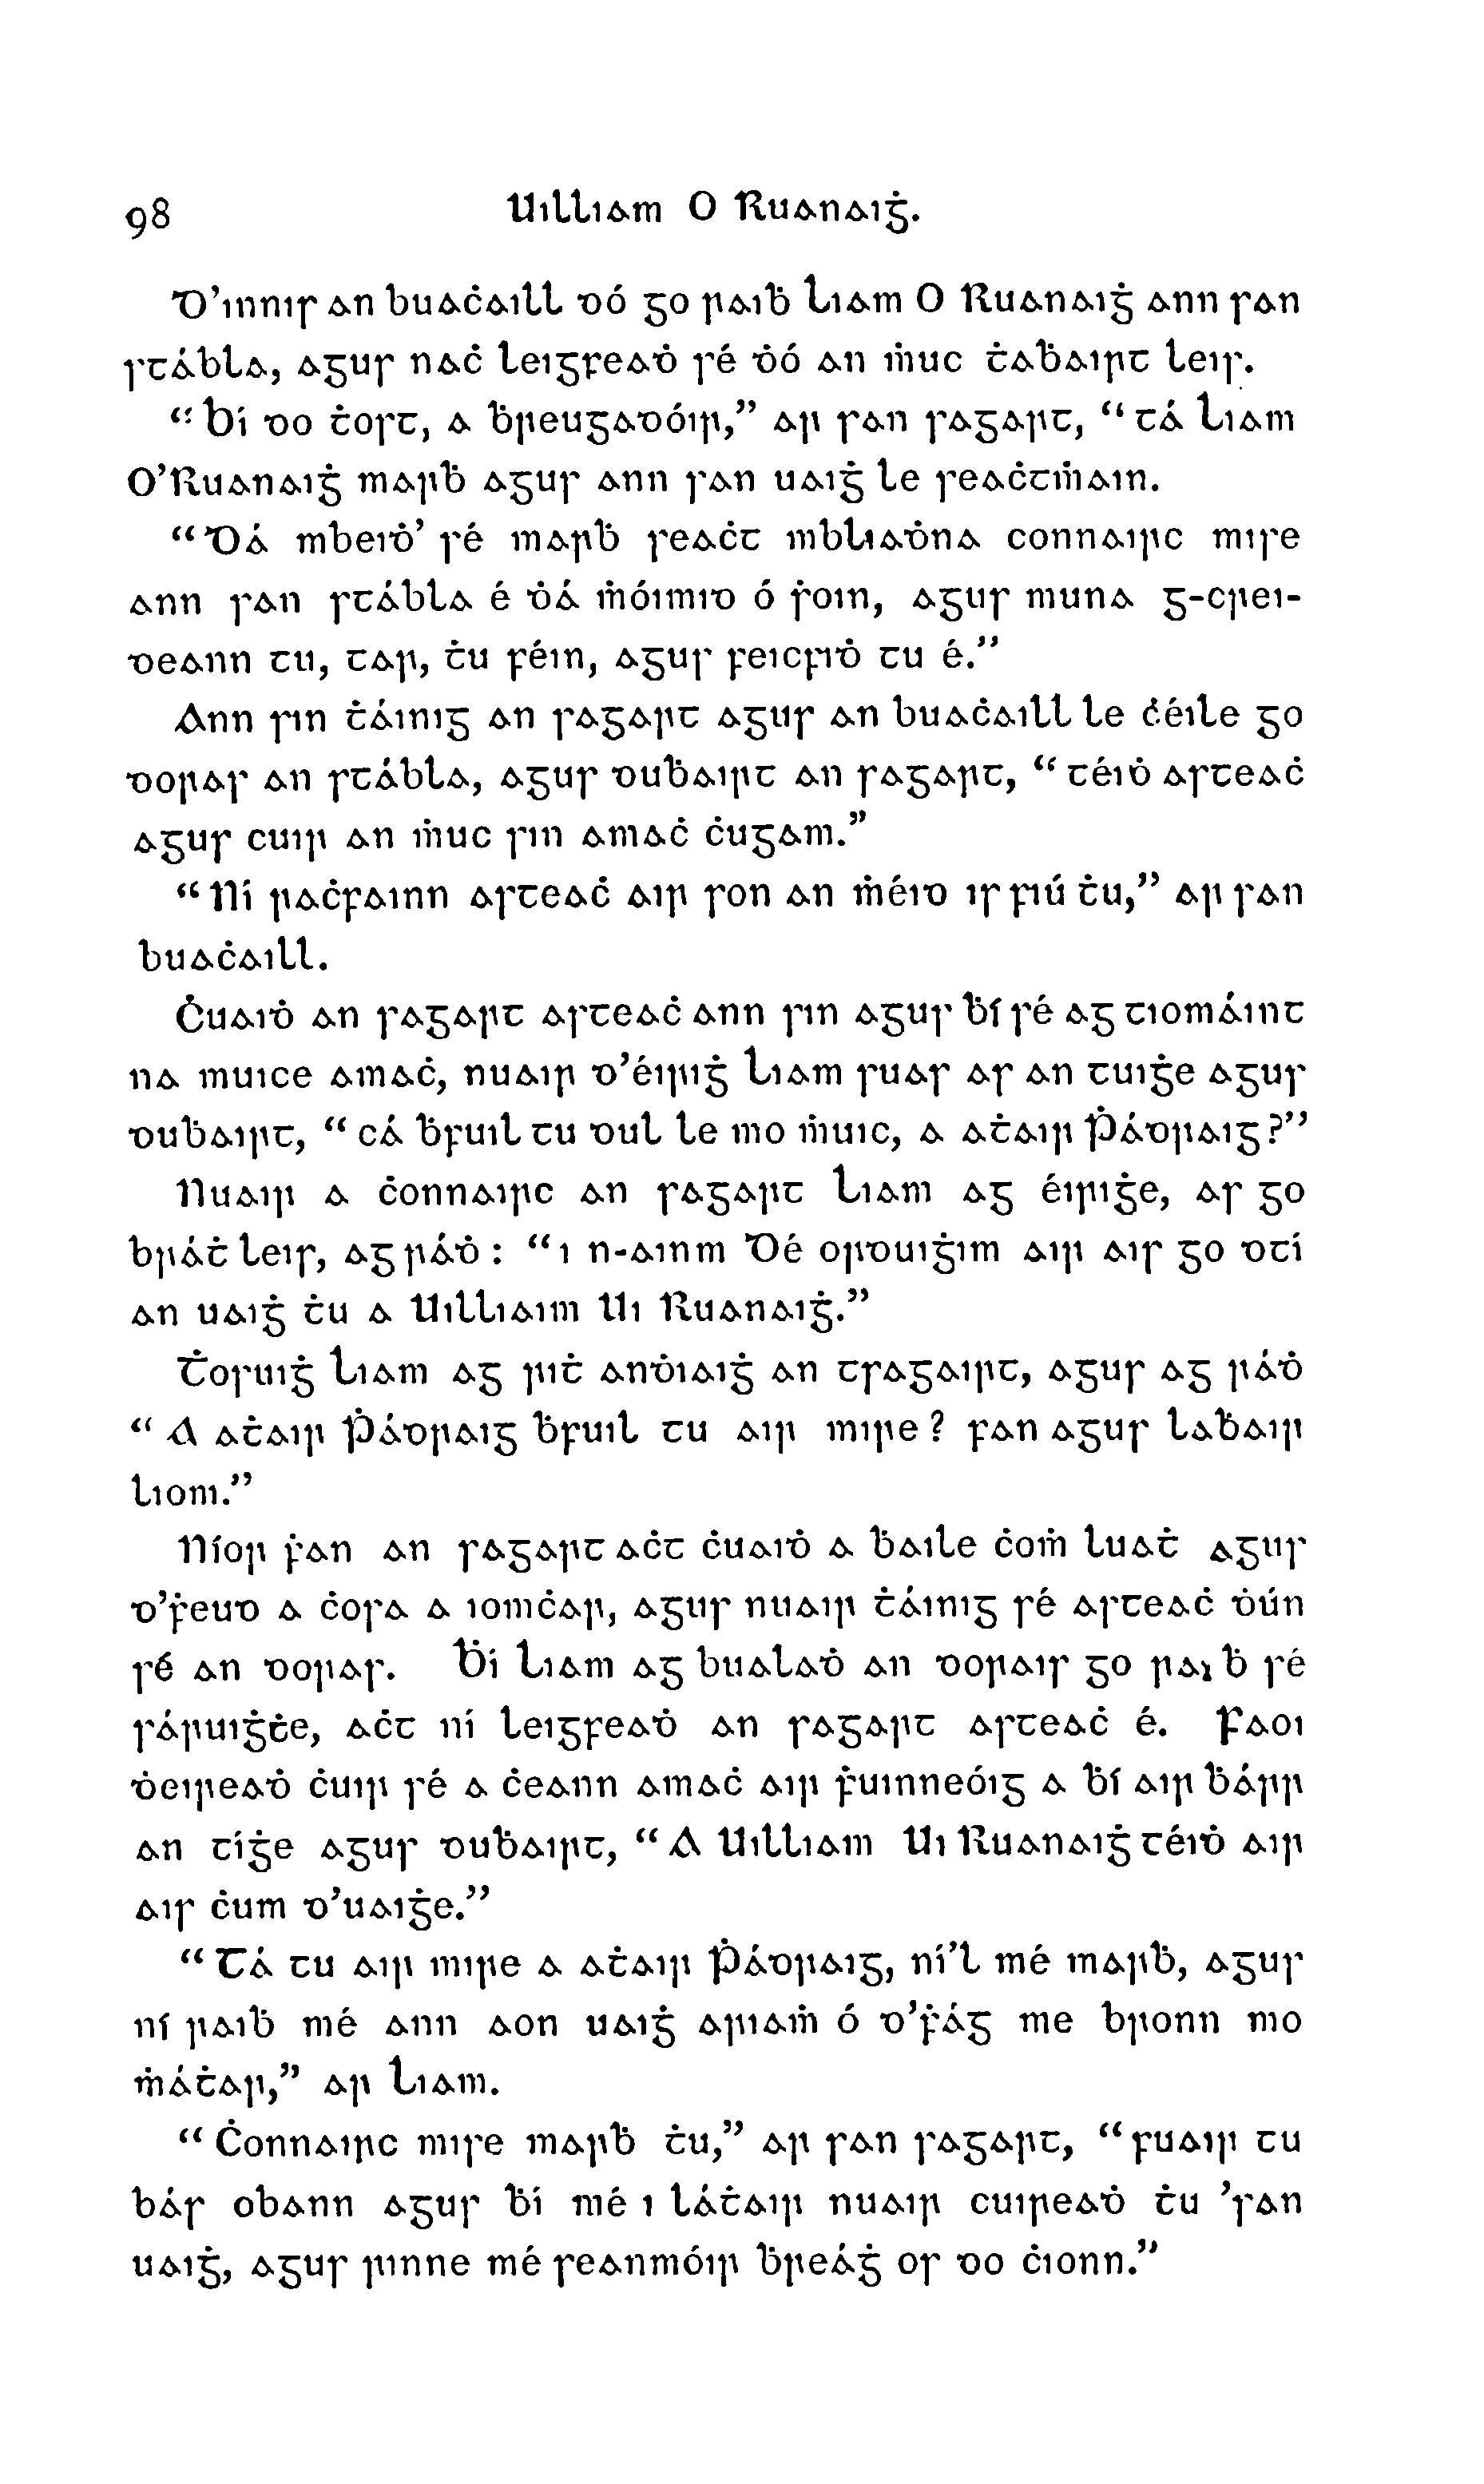 98 Uilliam O Ruanaiġ.
D'innis an buaċaill dó go raiḃ Liam O Ruanaiġ ann san
stábla, agus naċ leigfeaḋ sé ḋó an ṁuc ṫaḃairt leis.
"Bí do ṫost, a ḃreugadóir," ar san sagart, "tá Liam
O'Ruanaiġ marḃ agus ann san uaiġ le seaċtṁain.
"Dá mbeiḋ' sé marḃ seaċt mbliaḋna connairc mise
ann san stábla é ḋá ṁóimid ó ṡoin, agus muna g-crei-
deann tu, tar, ṫu féin, agus feicfiḋ tu é."
Ann sin ṫáinig an sagart agus an buaċaill le ċéile go
doras an stábla, agus duḃairt an sagart, "téiḋ asteaċ
agus cuir an ṁuc sin amaċ ċugam."
"Ní raċfainn asteaċ air son an ṁéid is fiú ṫu," ar san
buaċaill.
Ċuaiḋ an sagart asteaċ ann sin agus ḃí sé ag tiomáint
na muice amaċ, nuair d'éiriġ Liam suas as an tuiġe agus
duḃairt, "cá ḃfuil tu dul le mo ṁuic, a aṫair Ṗádraig?"
Nuair a ċonnairc an sagart Liam ag éiriġe, as go
bráṫ leis, ag ráḋ: "i n-ainm Dé orduiġim air ais go dtí
an uaiġ ṫu a Uilliaim Ui Ruanaiġ."
Ṫosuiġ Liam ag riṫ anḋiaiġ an tsagairt, agus ag ráḋ
"A aṫair Ṗádraig ḃfuil tu air mire? fan agus laḃair
liom."
Níor ḟan an sagart aċt ċuaiḋ a ḃaile ċoṁ luaṫ agus
d'ḟeud a ċosa a iomċar, agus nuair ṫáinig sé asteaċ ḋún
sé an doras. Ḃi Liam ag bualaḋ an dorais go raiḃ sé
sáruiġṫe, aċt ní leigfeaḋ an sagart asteaċ é. Faoi
ḋeireaḋ ċuir sé a ċeann amaċ air ḟuinneóig a ḃí air ḃárr
an tíġe agus duḃairt, "A Uilliam Ui Ruanaiġ téiḋ air
ais ċum d'uaiġe."
"Tá tu air mire a aṫair Ṗádraig, ní'l mé marḃ, agus
ní raiḃ mé ann aon uaiġ ariaṁ ó d'ḟág me bronn mo
ṁáṫar," ar Liam.
"Ċonnairc mise marḃ ṫu," ar san sagart, "fuair tu
bás obann agus ḃí mé i láṫair nuair cuireaḋ ṫu 'san
uaiġ, agus rinne mé seanmóir ḃreáġ os do ċionn."